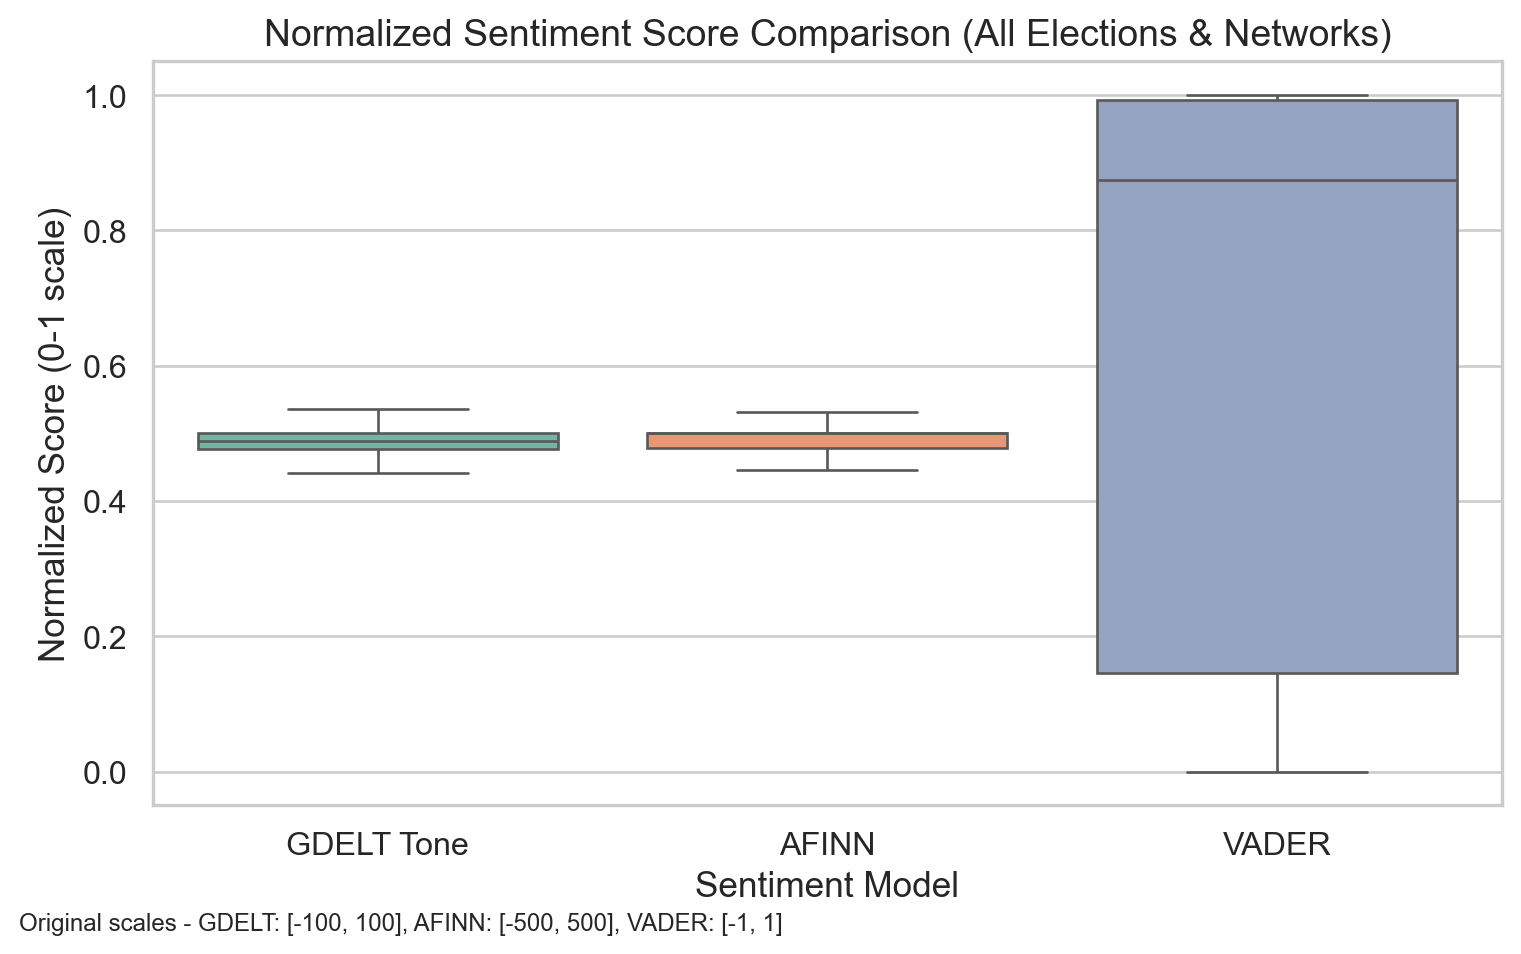 Normalized Sentiment Score Comparison (All Elections & Networks)
Normalized Score (0-1 scale)
1.0
0.8
0.6
0.4
0.2
0.0
GDELT Tone
AFINN
VADER
Sentiment Model
Original scales - GDELT: [-100, 100], AFINN: [-500, 500], VADER: [-1, 1]